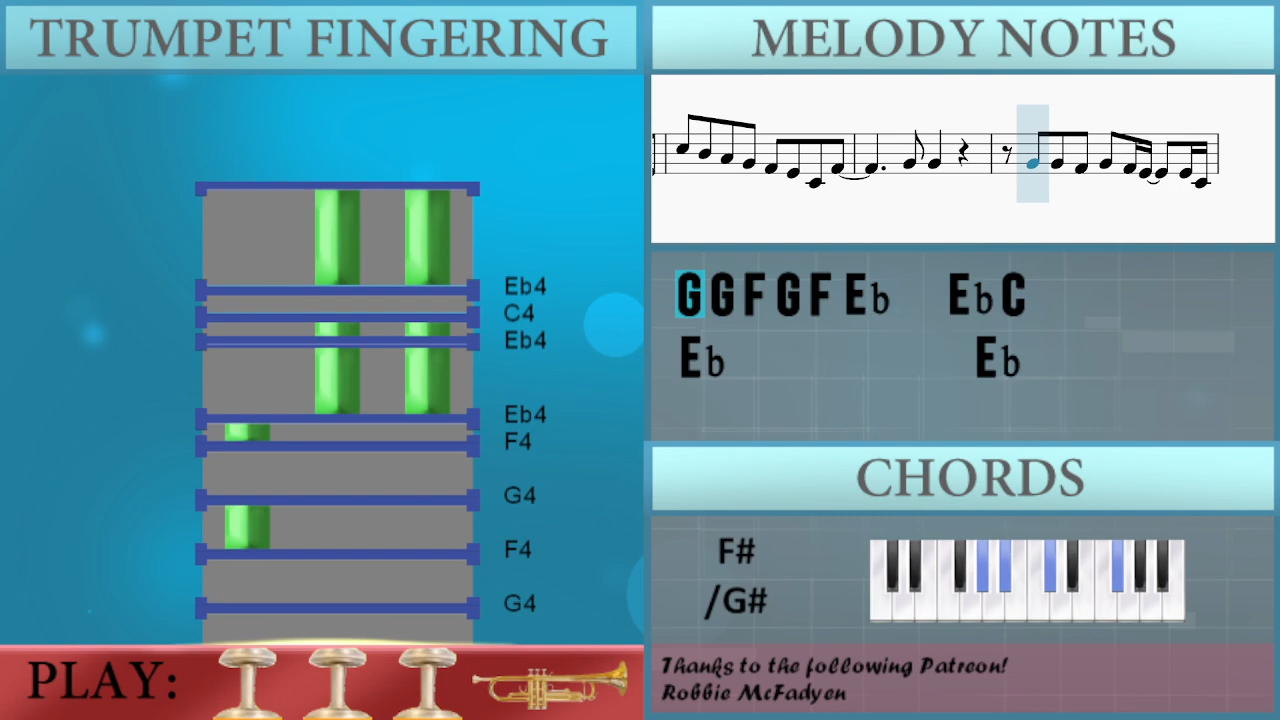 TRUMPET FINGERING
Eb4
C4
Eb4
Eb4
F4
G4
F4
G4
PLAY:
MELODY NOTES
G G F G F Eb Eb C
Eb Eb
CHORDS
F#
/G#
Thanks to the following Patreon!
Robbie McFadyen